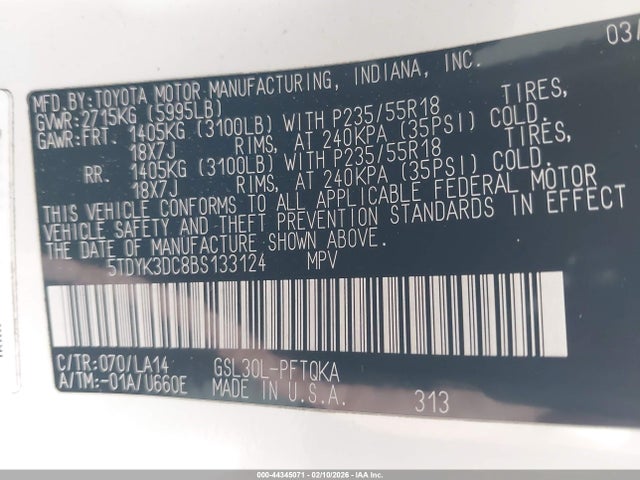 03/
MFD.BY:TOYOTA MOTOR MANUFACTURING, INDIANA, INC.
GVWR:2715KG (5995LB)
GAWR:FRT. 1405KG (3100LB) WITH P235/55R18 TIRES,
18X7J RIMS, AT 240KPA (35PSI) COLD.
RR. 1405KG (3100LB) WITH P235/55R18 TIRES,
18X7J RIMS, AT 240KPA (35PSI) COLD.
THIS VEHICLE CONFORMS TO ALL APPLICABLE FEDERAL MOTOR
VEHICLE SAFETY AND THEFT PREVENTION STANDARDS IN EFFECT
THE DATE OF MANUFACTURE SHOWN ABOVE.
5TDYK3DC8BS133124 MPV
C/TR:070/LA14 GSL30L-PFTQKA
A/TM:-01A/U660E MADE IN U.S.A. 313
000-44345071 - 02/10/2026 - IAA Inc.